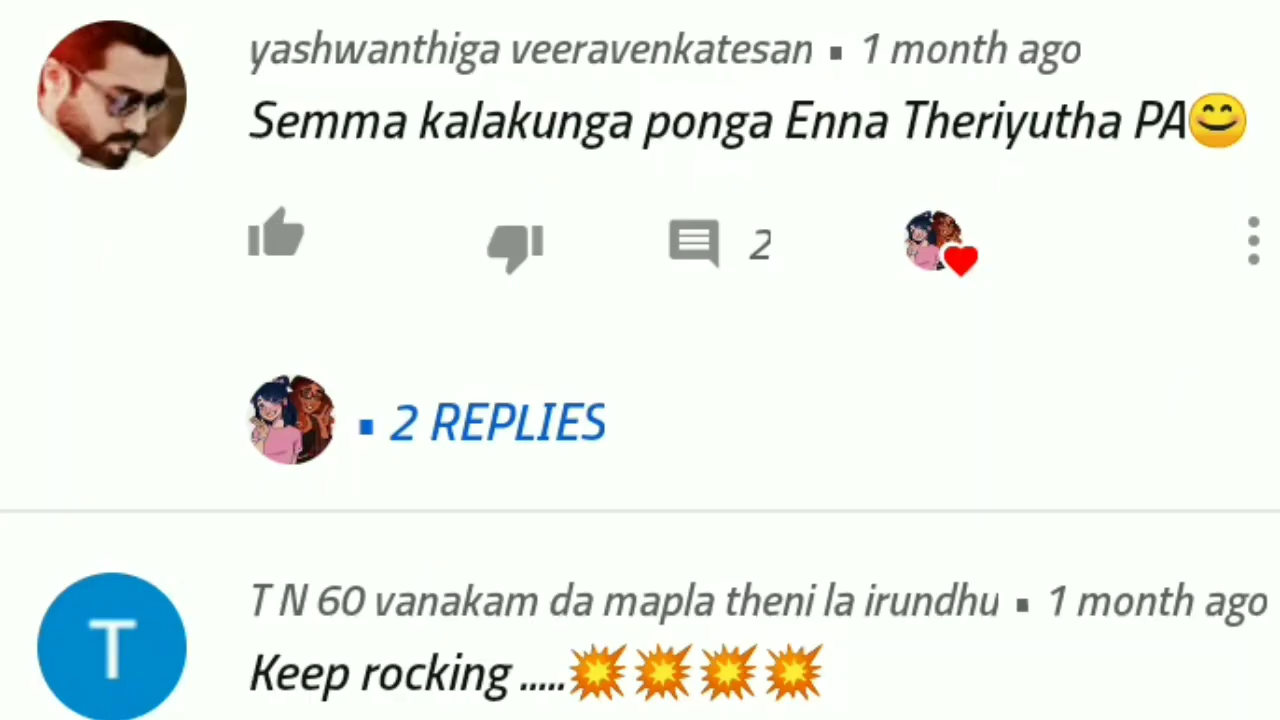 yashwanthiga veeravenkatesan ▪ 1 month ago
Semma kalakunga ponga Enna Theriyutha PA😊
2
▪ 2 REPLIES
T N 60 vanakam da mapla theni la irundhu ▪ 1 month ago
T
Keep rocking .....💥💥💥💥